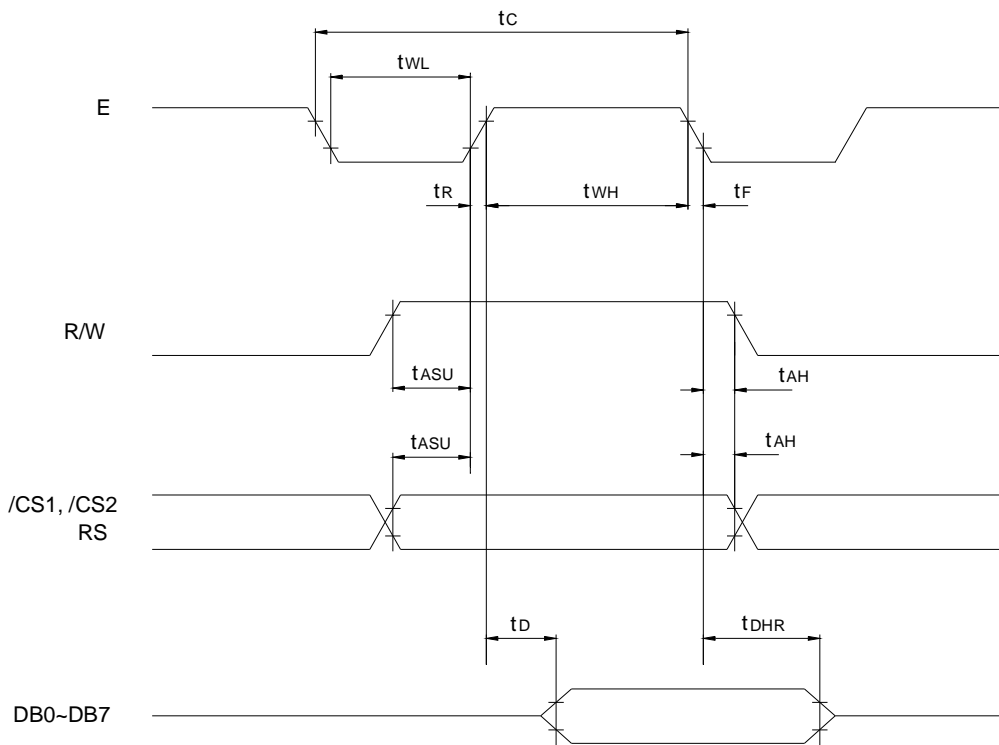 tC
tWL
E
tR
tWH
tF
R/W
tASU
tAH
tASU
tAH
/CS1, /CS2
RS
tD
tDHR
DB0~DB7